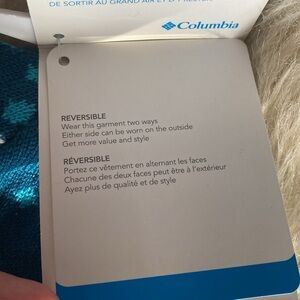 DE SORTIR AU GRAND AIR ET D'Y RESTER
Columbia
REVERSIBLE
Wear this garment two ways
Either side can be worn on the outside
Get more value and style
RÉVERSIBLE
Portez ce vêtement en alternant les faces
Chacune des deux faces peut être à l'extérieur
Ayez plus de qualité et de style